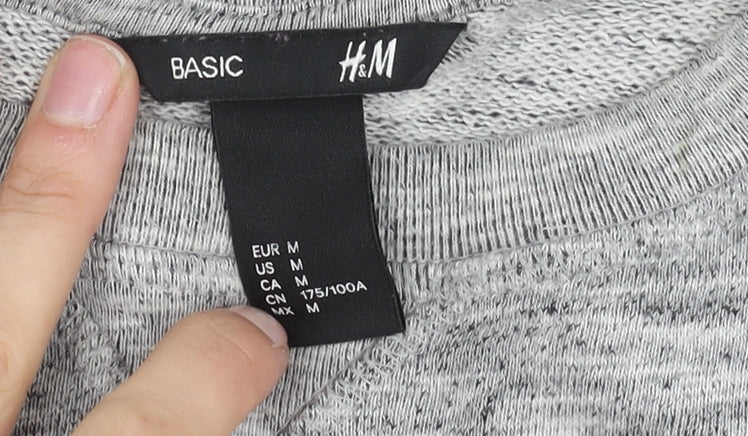 BASIC H&M
EUR M
US M
CA M
CN 175/100A
MX M